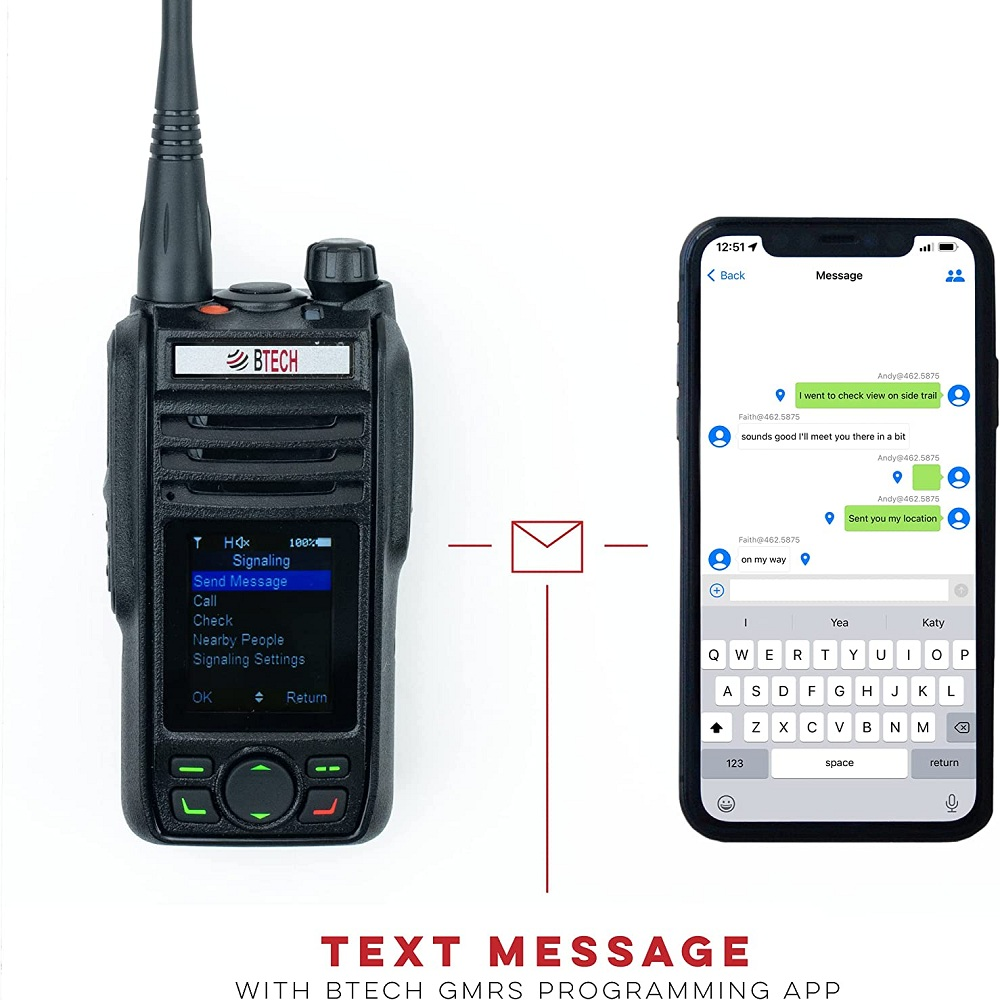 BTECH
H 100%
Signaling
Send Message
Call
Check
Nearby People
Signaling Settings
OK Return
12:51
Back Message
Andy@462.5875
I went to check view on side trail
Faith@462.5875
sounds good I'll meet you there in a bit
Andy@462.5875
Andy@462.5875
Sent you my location
Faith@462.5875
on my way
I Yea Katy
Q W E R T Y U I O P
A S D F G H J K L
Z X C V B N M
123 space return
TEXT MESSAGE
WITH BTECH GMRS PROGRAMMING APP